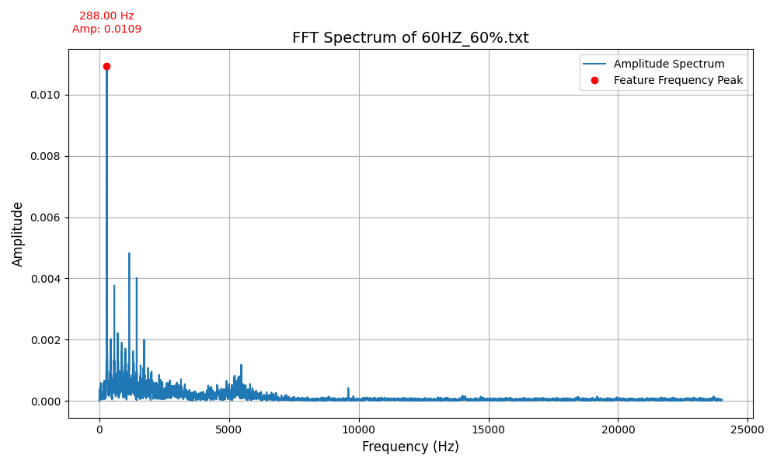 288.00 Hz
Amp: 0.0109
FFT Spectrum of 60HZ_60%.txt
Amplitude Spectrum
Feature Frequency Peak
Amplitude
0.010
0.008
0.006
0.004
0.002
0.000
0
5000
10000
15000
20000
25000
Frequency (Hz)